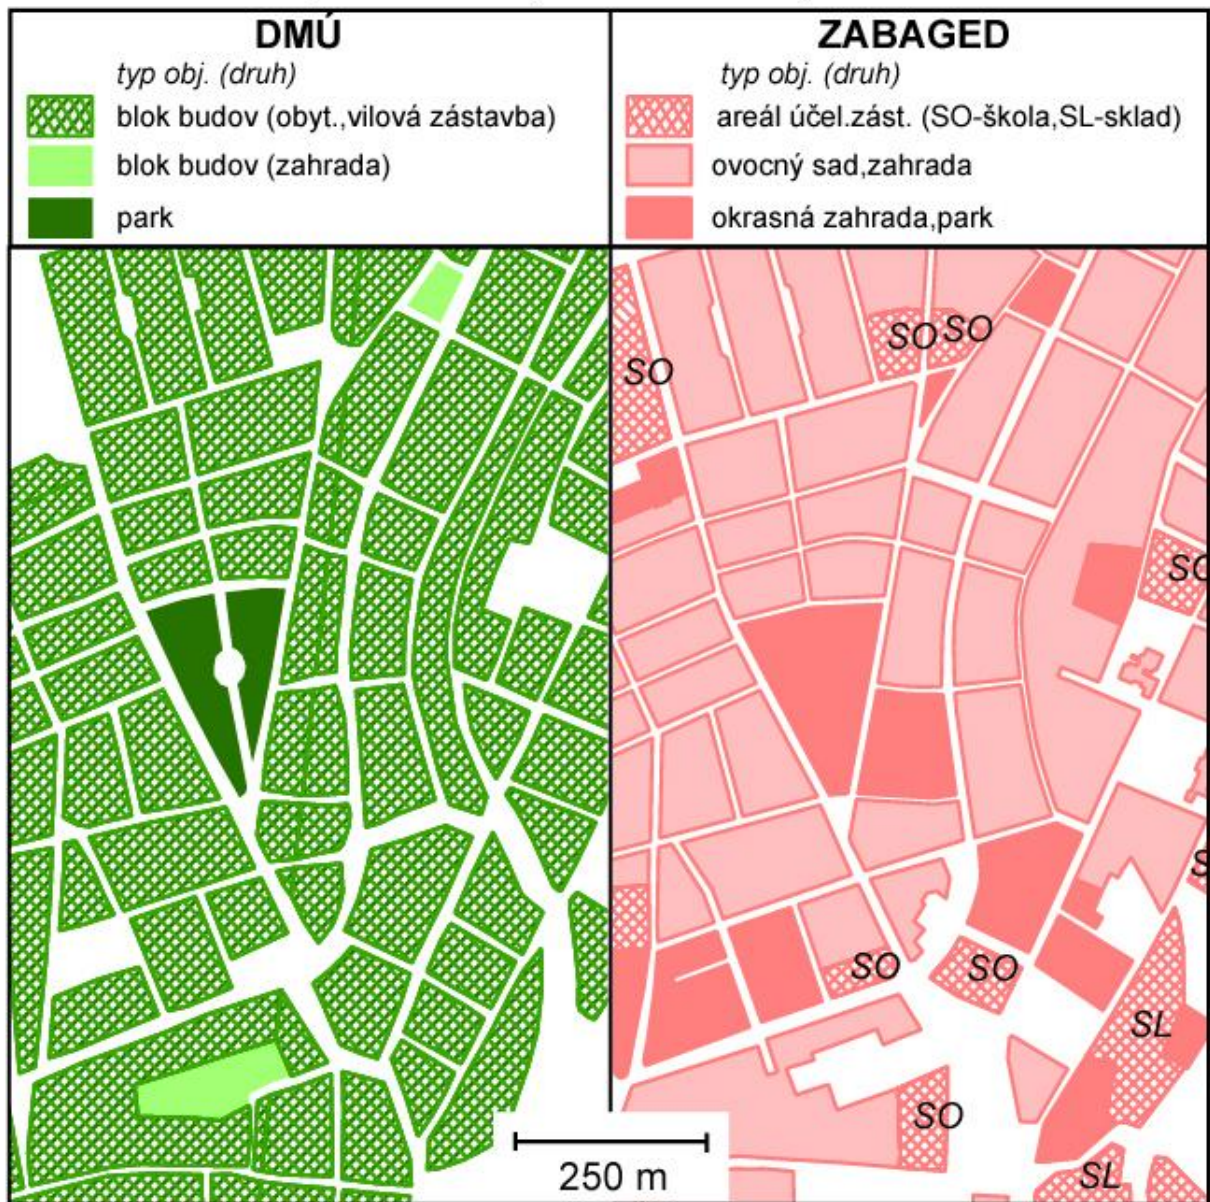 DMÚ
typ obj. (druh)
blok budov (obyt.,vilová zástavba)
blok budov (zahrada)
park
ZABAGED
typ obj. (druh)
areál účel.zást. (SO-škola,SL-sklad)
ovocný sad,zahrada
okrasná zahrada,park
SO SO
SO
SO
S
SO
SO
SL
SO
SL
250 m